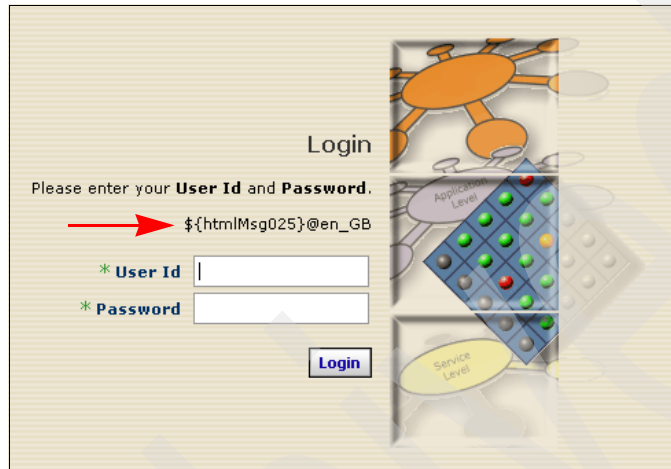 Login
Please enter your User Id and Password.
${htmlMsg025}@en_GB
* User Id
* Password
Login
Application
Level
Service
Level